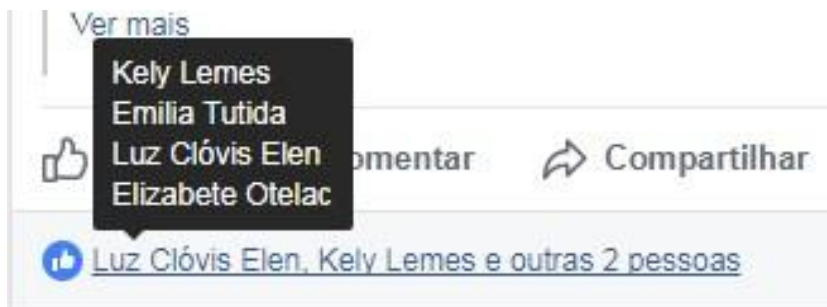 Ver mais
Kely Lemes
Emilia Tutida
Luz Clóvis Elen
Elizabete Otelac
omentar
Compartilhar
Luz Clóvis Elen, Kely Lemes e outras 2 pessoas